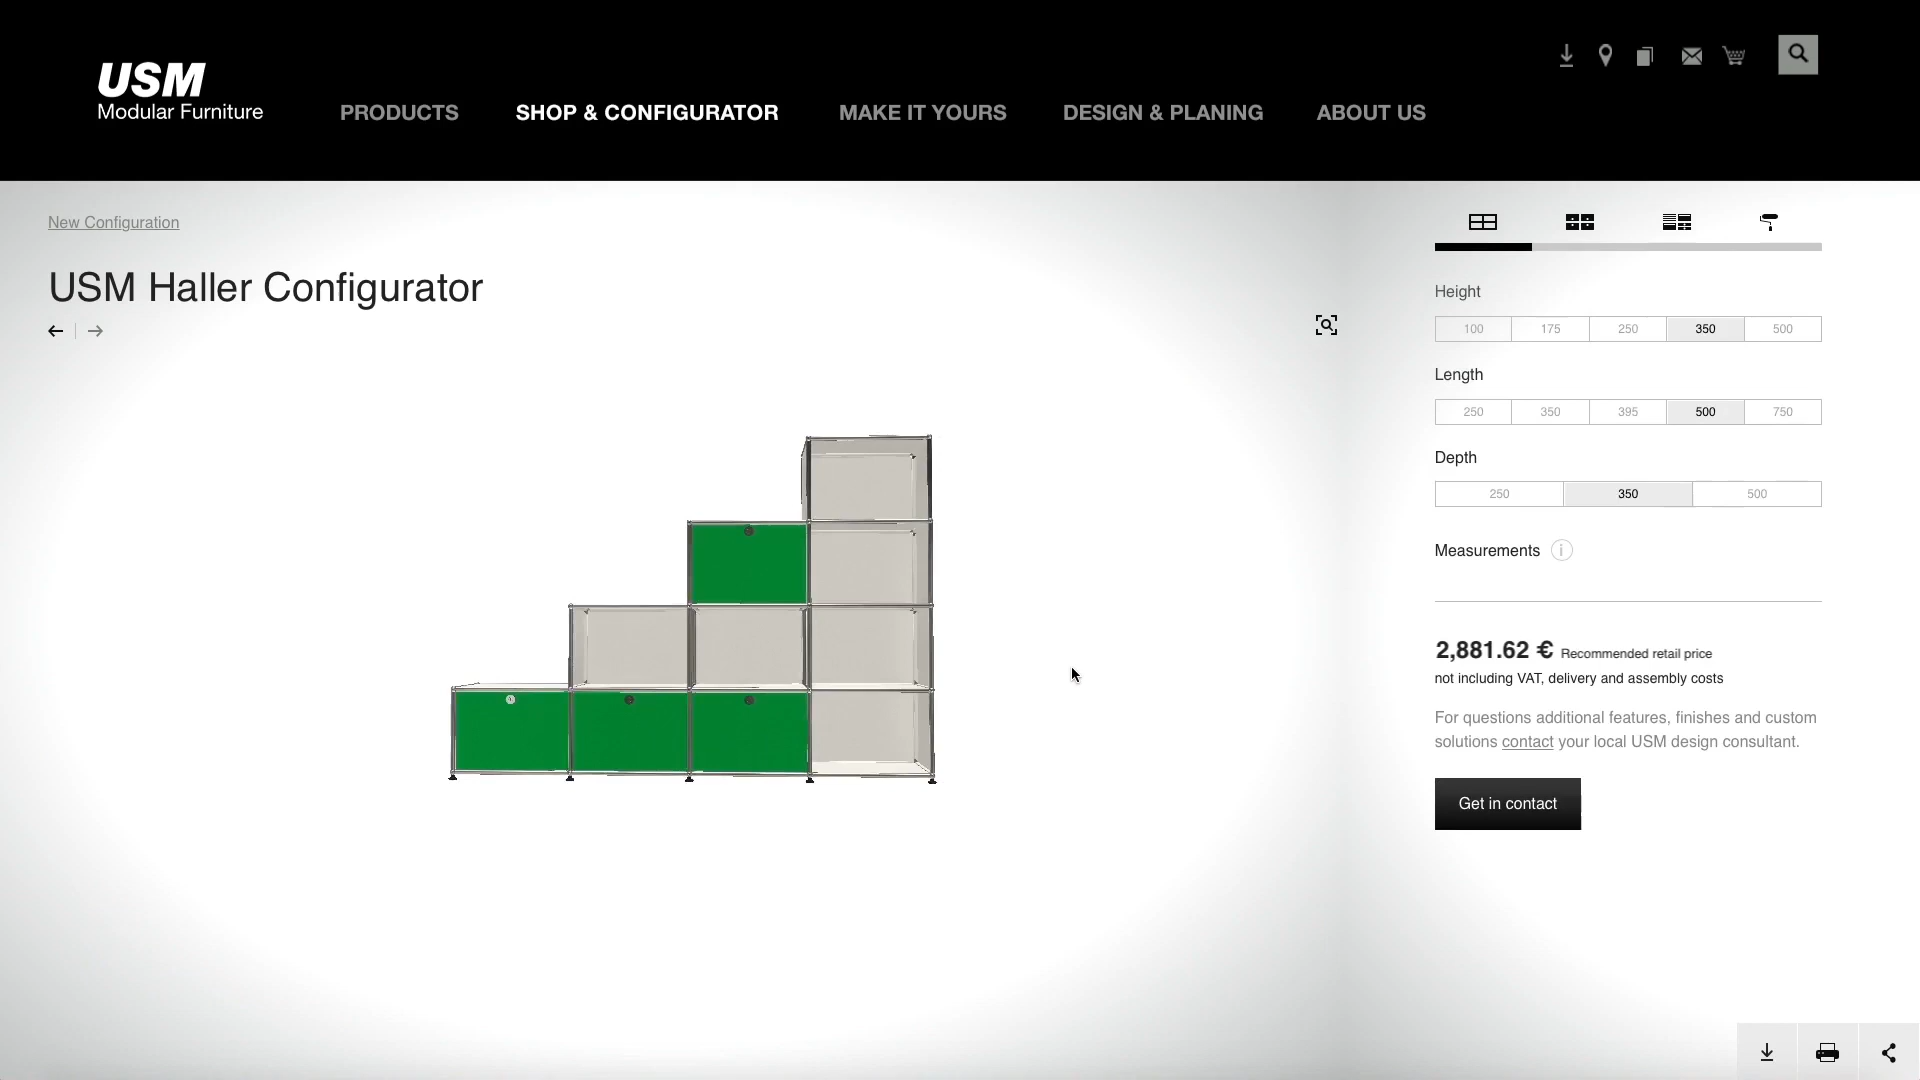 USM
Modular Furniture
PRODUCTS
SHOP & CONFIGURATOR
MAKE IT YOURS
DESIGN & PLANING
ABOUT US
New Configuration
USM Haller Configurator
Height
100 175 250 350 500
Length
250 350 395 500 750
Depth
250 350 500
Measurements i
2,881.62 € Recommended retail price
not including VAT, delivery and assembly costs
For questions additional features, finishes and custom
solutions contact your local USM design consultant.
Get in contact